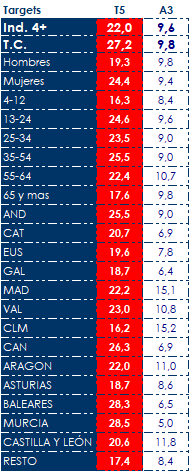 Targets T5 A3
Ind. 4+ 22,0 9,6
T.C. 27,2 9,8
Hombres 19,3 9,8
Mujeres 24,4 9,4
4-12 16,3 8,4
13-24 24,6 9,6
25-34 23,5 9,0
35-54 25,5 9,0
55-64 22,4 10,7
65 y mas 17,6 9,8
AND 25,5 9,0
CAT 20,7 6,9
EUS 19,6 7,8
GAL 18,7 6,4
MAD 22,2 15,1
VAL 23,0 10,8
CLM 16,2 15,2
CAN 26,3 6,9
ARAGON 22,0 11,0
ASTURIAS 18,7 8,6
BALEARES 28,3 6,5
MURCIA 28,5 5,0
CASTILLA Y LEÓN 20,6 11,8
RESTO 17,4 8,4